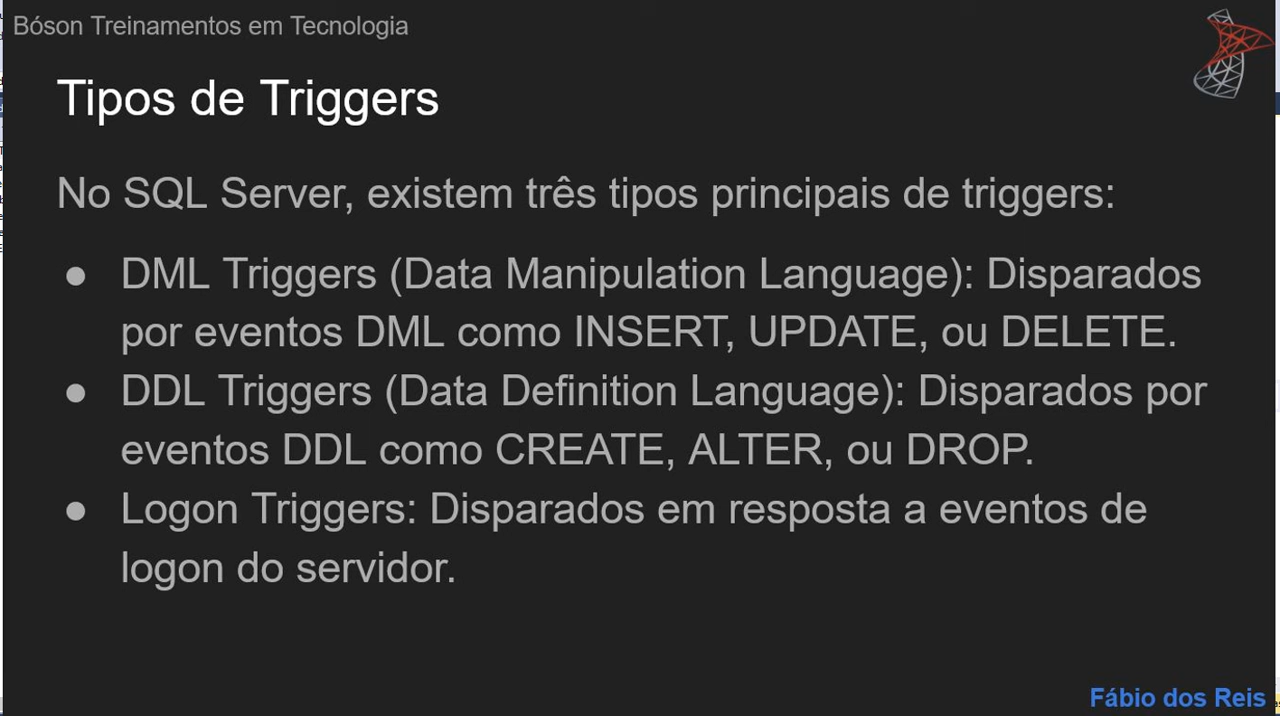 Bóson Treinamentos em Tecnologia
Tipos de Triggers
No SQL Server, existem três tipos principais de triggers:
● DML Triggers (Data Manipulation Language): Disparados
por eventos DML como INSERT, UPDATE, ou DELETE.
● DDL Triggers (Data Definition Language): Disparados por
eventos DDL como CREATE, ALTER, ou DROP.
● Logon Triggers: Disparados em resposta a eventos de
logon do servidor.
Fábio dos Reis